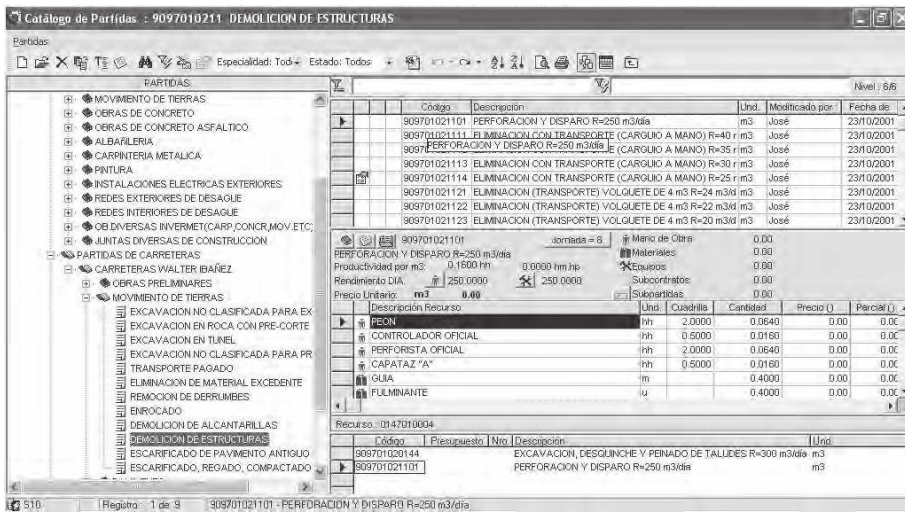 Catálogo de Partidas : 9097010211 DEMOLICION DE ESTRUCTURAS
Partidas
Especialidad: Tod Estado: Todos
PARTIDAS
Nivel : 6/6
MOVIMIENTO DE TIERRAS
OBRAS DE CONCRETO
OBRAS DE CONCRETO ASFALTICO
ALBAñILERIA
CARPINTERIA METALICA
PINTURA
INSTALACIONES ELECTRICAS EXTERIORES
REDES EXTERIORES DE DESAGUE
REDES INTERIORES DE DESAGUE
OB.DIVERSAS INVERMET(CARP,CONCR,MOV.ETC;
JUNTAS DIVERSAS DE CONSTRUCCION
PARTIDAS DE CARRETERAS
CARRETERAS WALTER IBAÑEZ
OBRAS PRELIMINARES
MOVIMIENTO DE TIERRAS
EXCAVACION NO CLASIFICADA PARA EX
EXCAVACION EN ROCA CON PRE-CORTE
EXCAVACION EN TUNEL
EXCAVACION NO CLASIFICADA PARA PR
TRANSPORTE PAGADO
ELIMINACION DE MATERIAL EXCEDENTE
REMOCION DE DERRUMBES
ENROCADO
DEMOLICION DE ALCANTARILLAS
DEMOLICION DE ESTRUCTURAS
ESCARIFICADO DE PAVIMENTO ANTIGUO
ESCARIFICADO, REGADO, COMPACTADO
Código Descripción Und. Modificado por : Fecha de
909701021101 PERFORACION Y DISPARO R=250 m3/día m3 José 23/10/2001
909701021111 ELIMINACION CON TRANSPORTE (CARGUIO A MANO) R=40 r m3 José 23/10/2001
PERFORACION Y DISPARO R=250 m3/día
E (CARGUIO A MANO) R=35 r m3 José 23/10/2001
909701021113 ELIMINACION CON TRANSPORTE (CARGUIO A MANO) R=30 r m3 José 23/10/2001
909701021114 ELIMINACION CON TRANSPORTE (CARGUIO A MANO) R=25 r m3 José 23/10/2001
909701021121 ELIMINACION (TRANSPORTE) VOLQUETE DE 4 m3 R=24 m3/d m3 José 23/10/2001
909701021122 ELIMINACION (TRANSPORTE) VOLQUETE DE 4 m3 R=22 m3/d m3 José 23/10/2001
909701021123 ELIMINACION (TRANSPORTE) VOLQUETE DE 4 m3 R=20 m3/d m3 José 23/10/2001
909701021101 Jornada = 8 Mano de Obra 0.00
PERFORACION Y DISPARO R=250 m3/día Materiales 0.00
Productividad por m3: 0.1600 hh 0.0000 hm.hp Equipos 0.00
Rendimiento DIA. 250.0000 250.0000 Subcontratos 0.00
Precio Unitario: m3 0.00 Subpartidas 0.00
Descripción Recurso Und. Cuadrilla Cantidad Precio () Parcial ()
PEON hh 2.0000 0.0640 0.00 0.00
CONTROLADOR OFICIAL hh 0.5000 0.0160 0.00 0.00
PERFORISTA OFICIAL hh 2.0000 0.0640 0.00 0.00
CAPATAZ "A" hh 0.5000 0.0160 0.00 0.00
GUIA m 0.4000 0.00 0.00
FULMINANTE u 0.4000 0.00 0.00
Recurso : 0147010004
Código Presupuesto Nro Descripción Und.
909701020144 EXCAVACION, DESQUINCHE Y PEINADO DE TALUDES R=300 m3/día m3
909701021101 PERFORACION Y DISPARO R=250 m3/día m3
S10 Registro 1 de 9 909701021101 - PERFORACION Y DISPARO R=250 m3/día